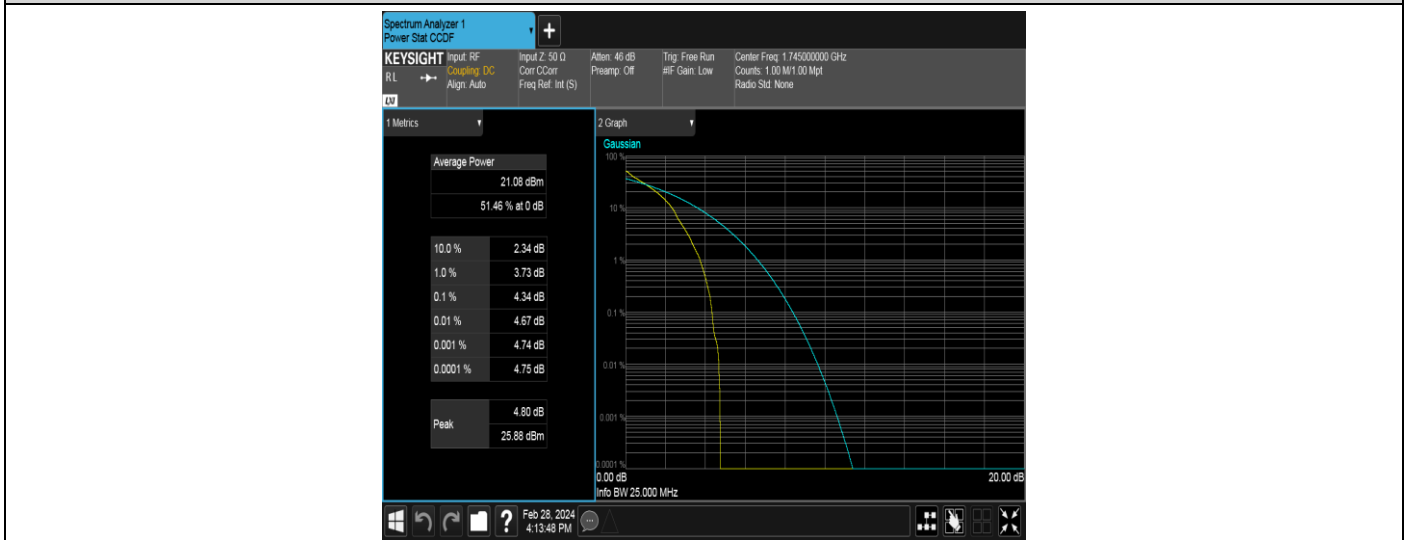 Spectrum Analyzer 1
Power Stat CCDF
+
KEYSIGHT
RL
LXI
Input: RF
Coupling: DC
Align: Auto
Input Z: 50 Ω
Corr CCorr
Freq Ref: Int (S)
Atten: 46 dB
Preamp: Off
Trig: Free Run
#IF Gain: Low
Center Freq: 1.745000000 GHz
Counts: 1.00 M/1.00 Mpt
Radio Std: None
1 Metrics
Average Power
21.08 dBm
51.46 % at 0 dB
10.0 % 2.34 dB
1.0 % 3.73 dB
0.1 % 4.34 dB
0.01 % 4.67 dB
0.001 % 4.74 dB
0.0001 % 4.75 dB
Peak
4.80 dB
25.88 dBm
2 Graph
Gaussian
100 %
10 %
1 %
0.1 %
0.01 %
0.001 %
0.0001 %
0.00 dB 20.00 dB
Info BW 25.000 MHz
?
Feb 28, 2024
4:13:48 PM